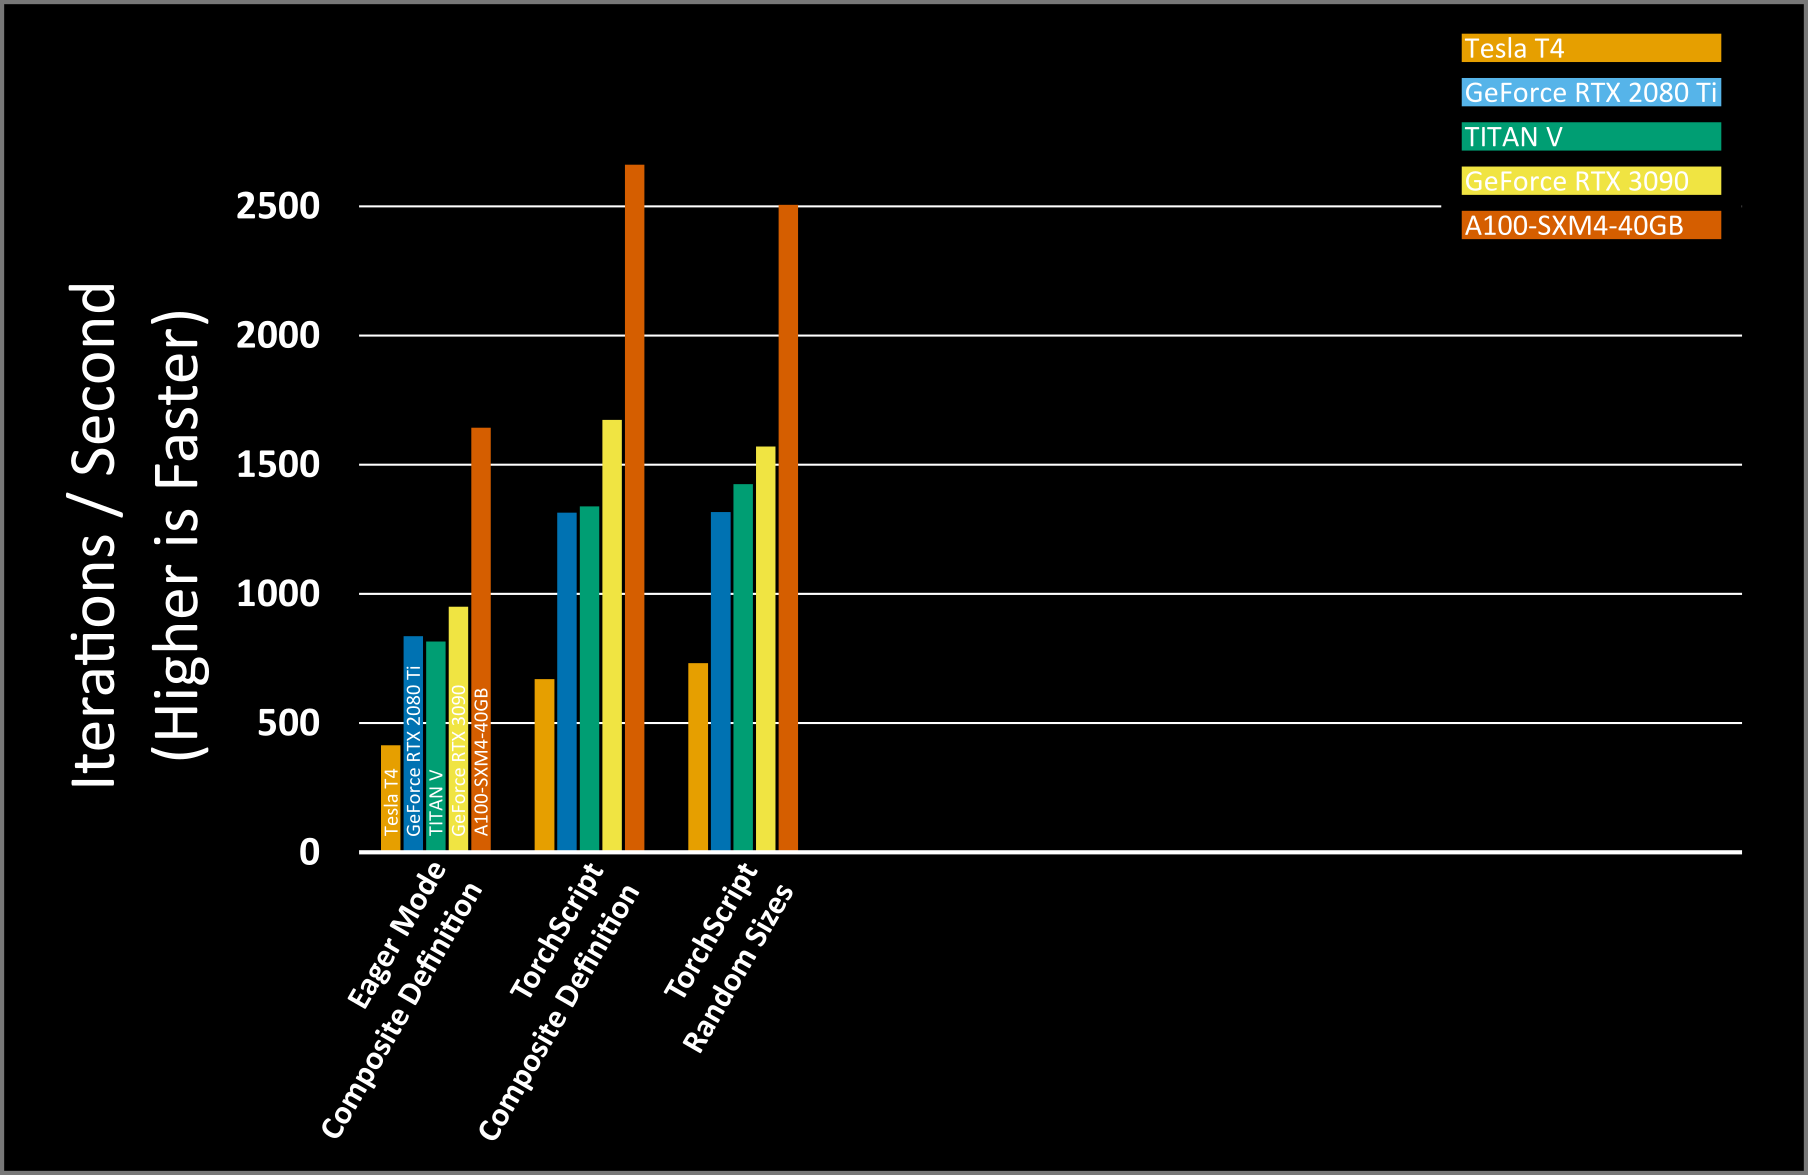 Tesla T4
GeForce RTX 2080 Ti
TITAN V
GeForce RTX 3090
A100-SXM4-40GB
Iterations / Second
(Higher is Faster)
2500
2000
1500
1000
500
0
Tesla T4
GeForce RTX 2080 Ti
TITAN V
GeForce RTX 3090
A100-SXM4-40GB
Eager Mode
Composite Definition
TorchScript
Composite Definition
TorchScript
Random Sizes